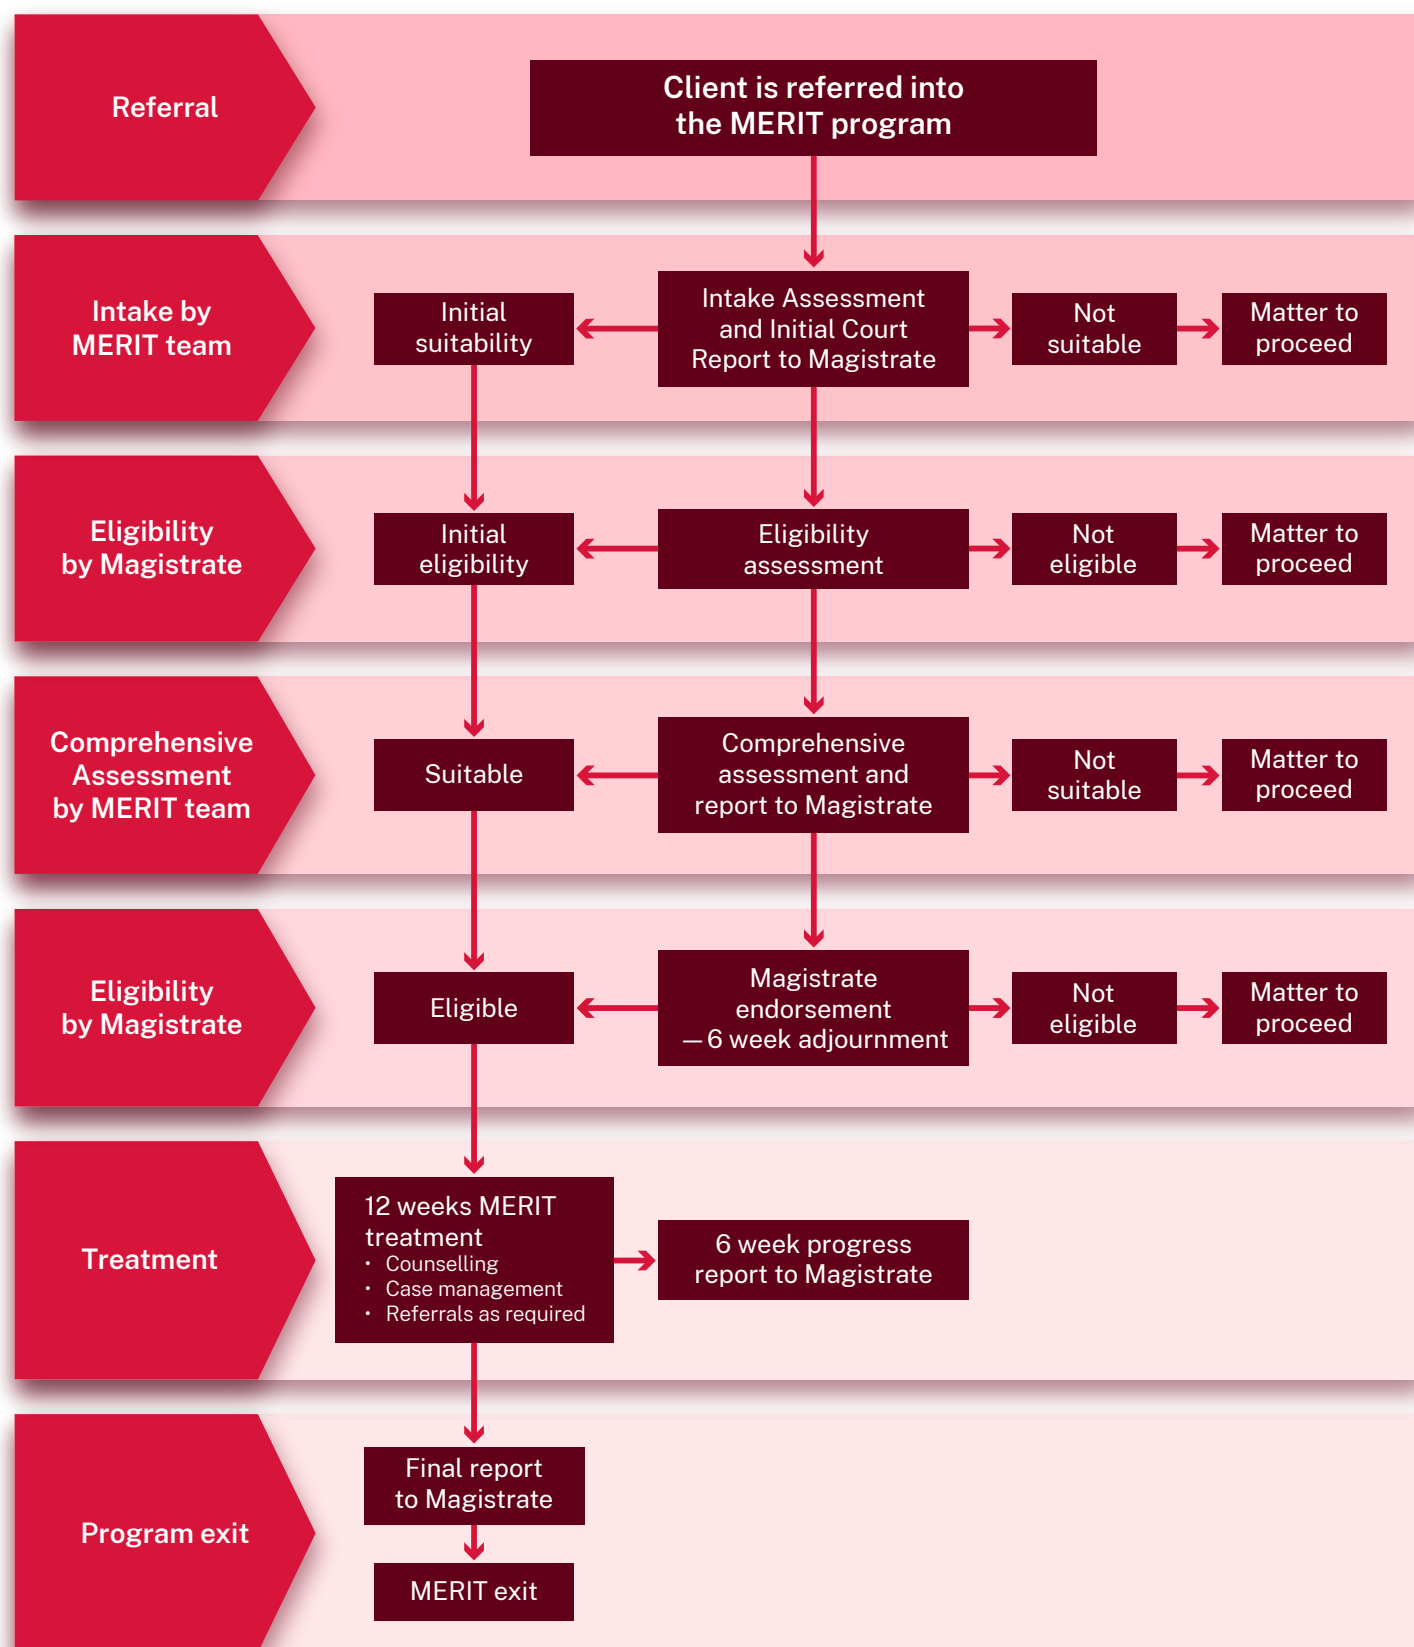 Referral
Client is referred into
the MERIT program
Intake by
MERIT team
Initial
suitability
Intake Assessment
and Initial Court
Report to Magistrate
Not
suitable
Matter to
proceed
Eligibility
by Magistrate
Initial
eligibility
Eligibility
assessment
Not
eligible
Matter to
proceed
Comprehensive
Assessment
by MERIT team
Suitable
Comprehensive
assessment and
report to Magistrate
Not
suitable
Matter to
proceed
Eligibility
by Magistrate
Eligible
Magistrate
endorsement
— 6 week adjournment
Not
eligible
Matter to
proceed
Treatment
12 weeks MERIT
treatment
• Counselling
• Case management
• Referrals as required
6 week progress
report to Magistrate
Program exit
Final report
to Magistrate
MERIT exit